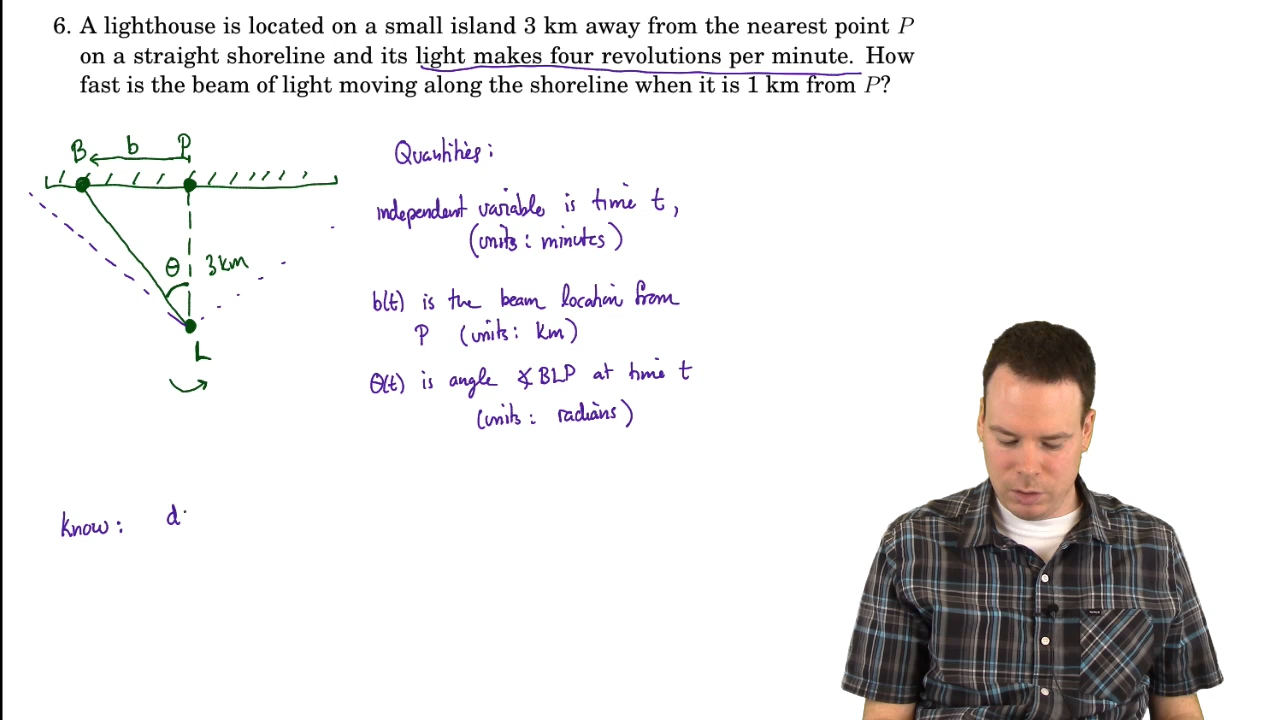 6. A lighthouse is located on a small island 3 km away from the nearest point P
on a straight shoreline and its light makes four revolutions per minute. How
fast is the beam of light moving along the shoreline when it is 1 km from P?
B b P
θ 3km
L
Quantities:
independent variable is time t,
(units: minutes)
b(t) is the beam location from
P (units: km)
θ(t) is angle ∡BLP at time t
(units: radians)
know: d